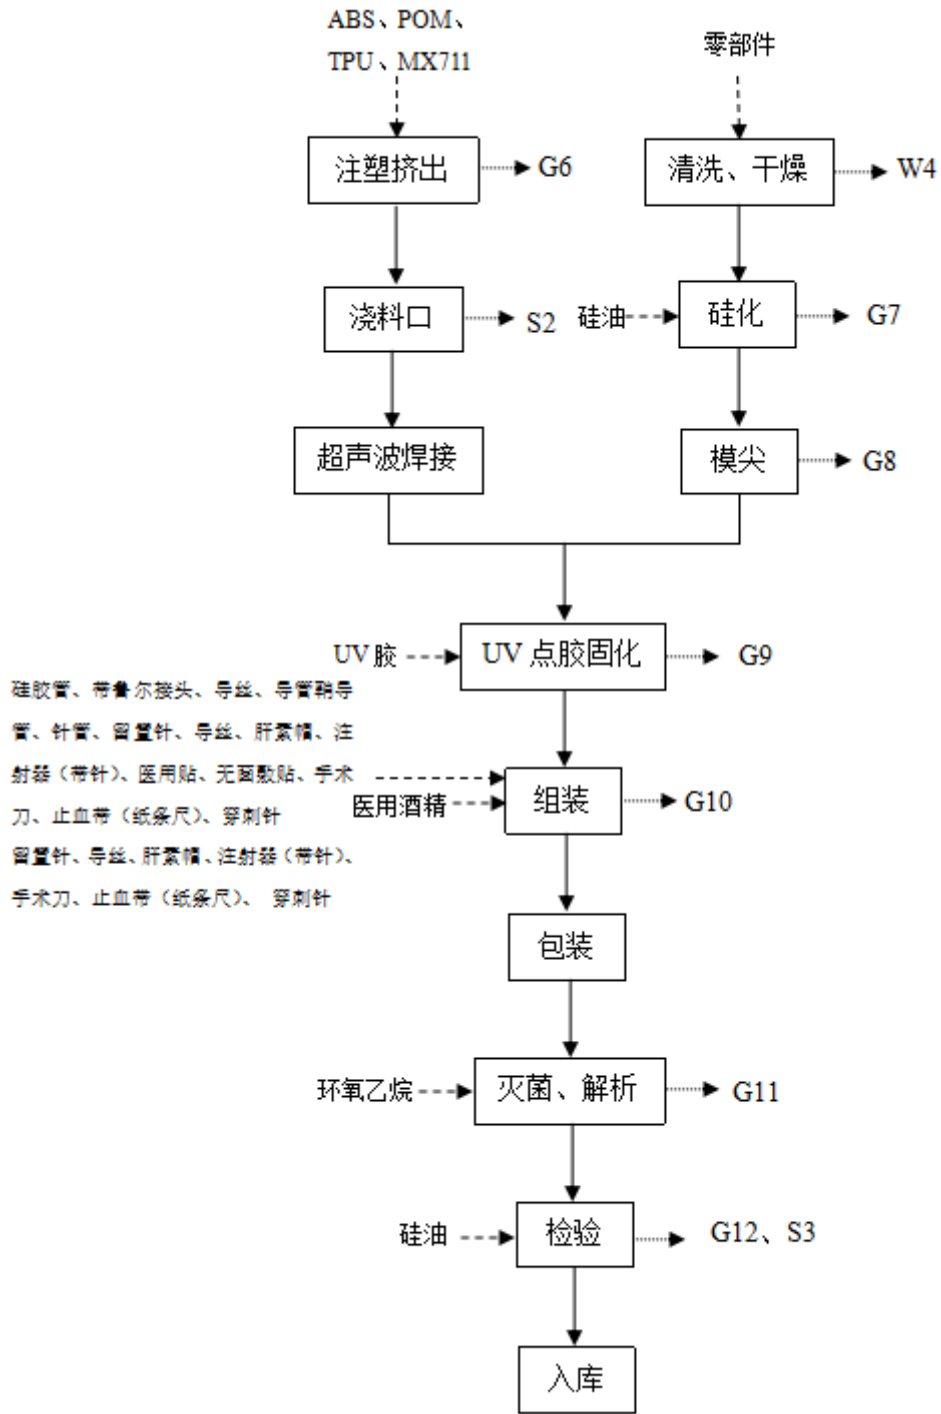 ABS、POM、
TPU、MX711
零部件
注塑挤出
G6
清洗、干燥
W4
浇料口
S2
硅油
硅化
G7
超声波焊接
模尖
G8
UV胶
UV 点胶固化
G9
硅胶管、带鲁尔接头、导丝、导管鞘导
管、针管、留置针、导丝、肝素帽、注
射器（带针）、医用贴、无菌敷贴、手术
刀、止血带（纸条尺）、穿刺针
留置针、导丝、肝素帽、注射器（带针）、
手术刀、止血带（纸条尺）、 穿刺针
医用酒精
组装
G10
包装
环氧乙烷
灭菌、解析
G11
硅油
检验
G12、S3
入库